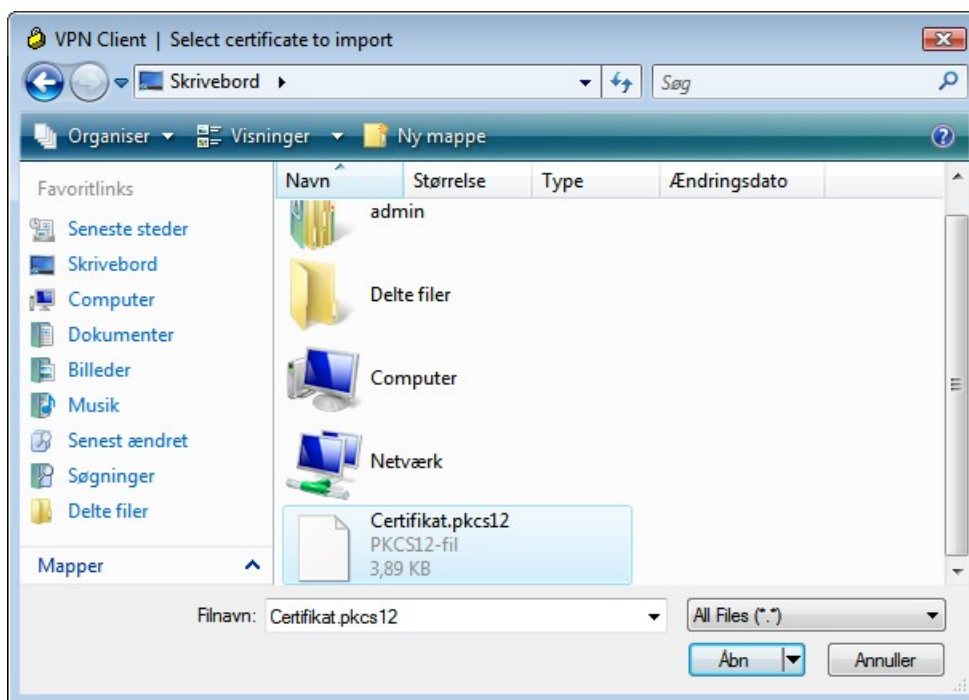 VPN Client | Select certificate to import
Skrivebord
Søg
Organiser Visninger Ny mappe
Favoritlinks
Seneste steder
Skrivebord
Computer
Dokumenter
Billeder
Musik
Senest ændret
Søgninger
Delte filer
Mapper
Navn Størrelse Type Ændringsdato
admin
Delte filer
Computer
Netværk
Certifikat.pkcs12
PKCS12-fil
3,89 KB
Filnavn: Certifikat.pkcs12 All Files (*.*)
Åbn Annuller